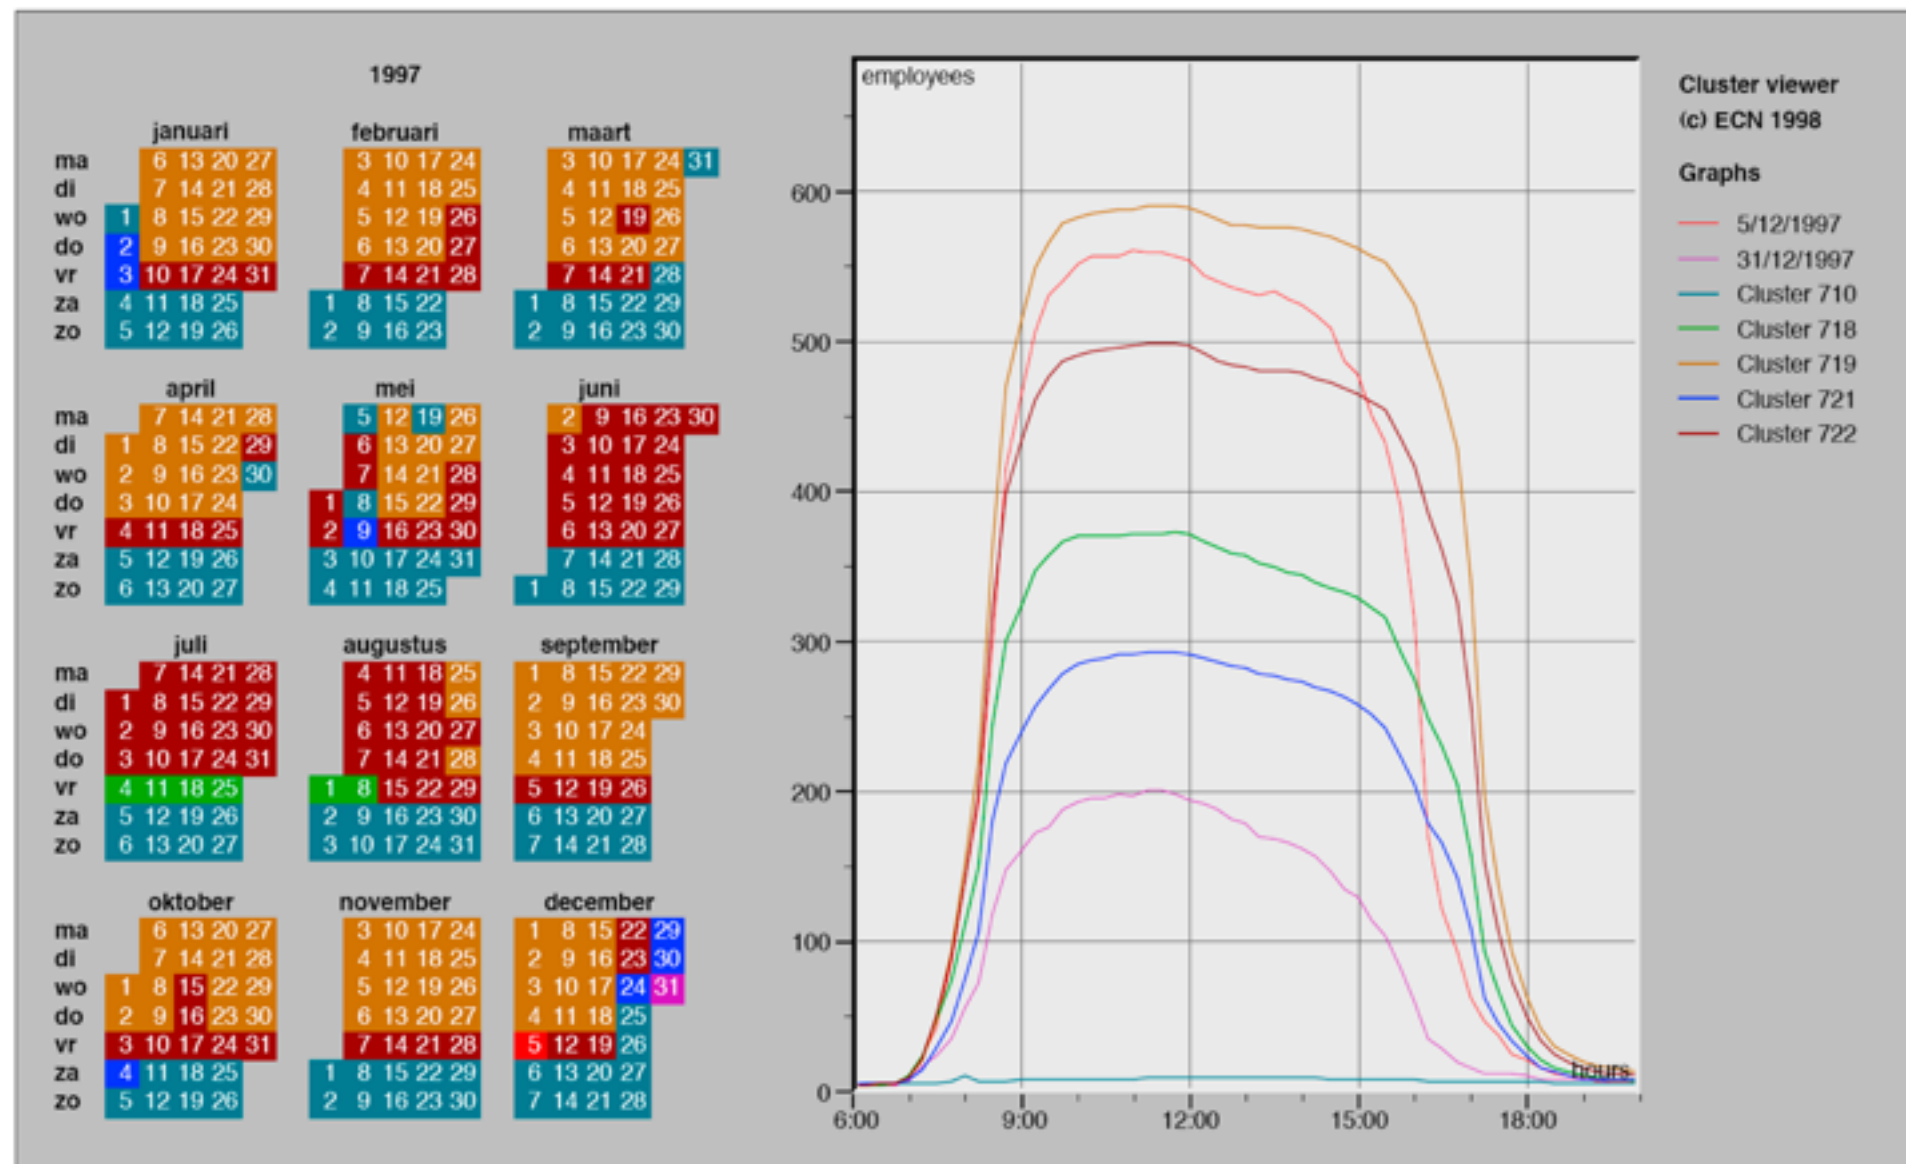 1997
januari februari maart
ma 6 13 20 27 3 10 17 24 3 10 17 24 31
di 7 14 21 28 4 11 18 25 4 11 18 25
wo 1 8 15 22 29 5 12 19 26 5 12 19 26
do 2 9 16 23 30 6 13 20 27 6 13 20 27
vr 3 10 17 24 31 7 14 21 28 7 14 21 28
za 4 11 18 25 1 8 15 22 1 8 15 22 29
zo 5 12 19 26 2 9 16 23 2 9 16 23 30
april mei juni
ma 7 14 21 28 5 12 19 26 2 9 16 23 30
di 1 8 15 22 29 6 13 20 27 3 10 17 24
wo 2 9 16 23 30 7 14 21 28 4 11 18 25
do 3 10 17 24 1 8 15 22 29 5 12 19 26
vr 4 11 18 25 2 9 16 23 30 6 13 20 27
za 5 12 19 26 3 10 17 24 31 7 14 21 28
zo 6 13 20 27 4 11 18 25 1 8 15 22 29
juli augustus september
ma 7 14 21 28 4 11 18 25 1 8 15 22 29
di 1 8 15 22 29 5 12 19 26 2 9 16 23 30
wo 2 9 16 23 30 6 13 20 27 3 10 17 24
do 3 10 17 24 31 7 14 21 28 4 11 18 25
vr 4 11 18 25 1 8 15 22 29 5 12 19 26
za 5 12 19 26 2 9 16 23 30 6 13 20 27
zo 6 13 20 27 3 10 17 24 31 7 14 21 28
oktober november december
ma 6 13 20 27 3 10 17 24 1 8 15 22 29
di 7 14 21 28 4 11 18 25 2 9 16 23 30
wo 1 8 15 22 29 5 12 19 26 3 10 17 24 31
do 2 9 16 23 30 6 13 20 27 4 11 18 25
vr 3 10 17 24 31 7 14 21 28 5 12 19 26
za 4 11 18 25 1 8 15 22 29 6 13 20 27
zo 5 12 19 26 2 9 16 23 30 7 14 21 28
employees
600
500
400
300
200
100
0
hours
6:00 9:00 12:00 15:00 18:00
Cluster viewer
(c) ECN 1998
Graphs
5/12/1997
31/12/1997
Cluster 710
Cluster 718
Cluster 719
Cluster 721
Cluster 722